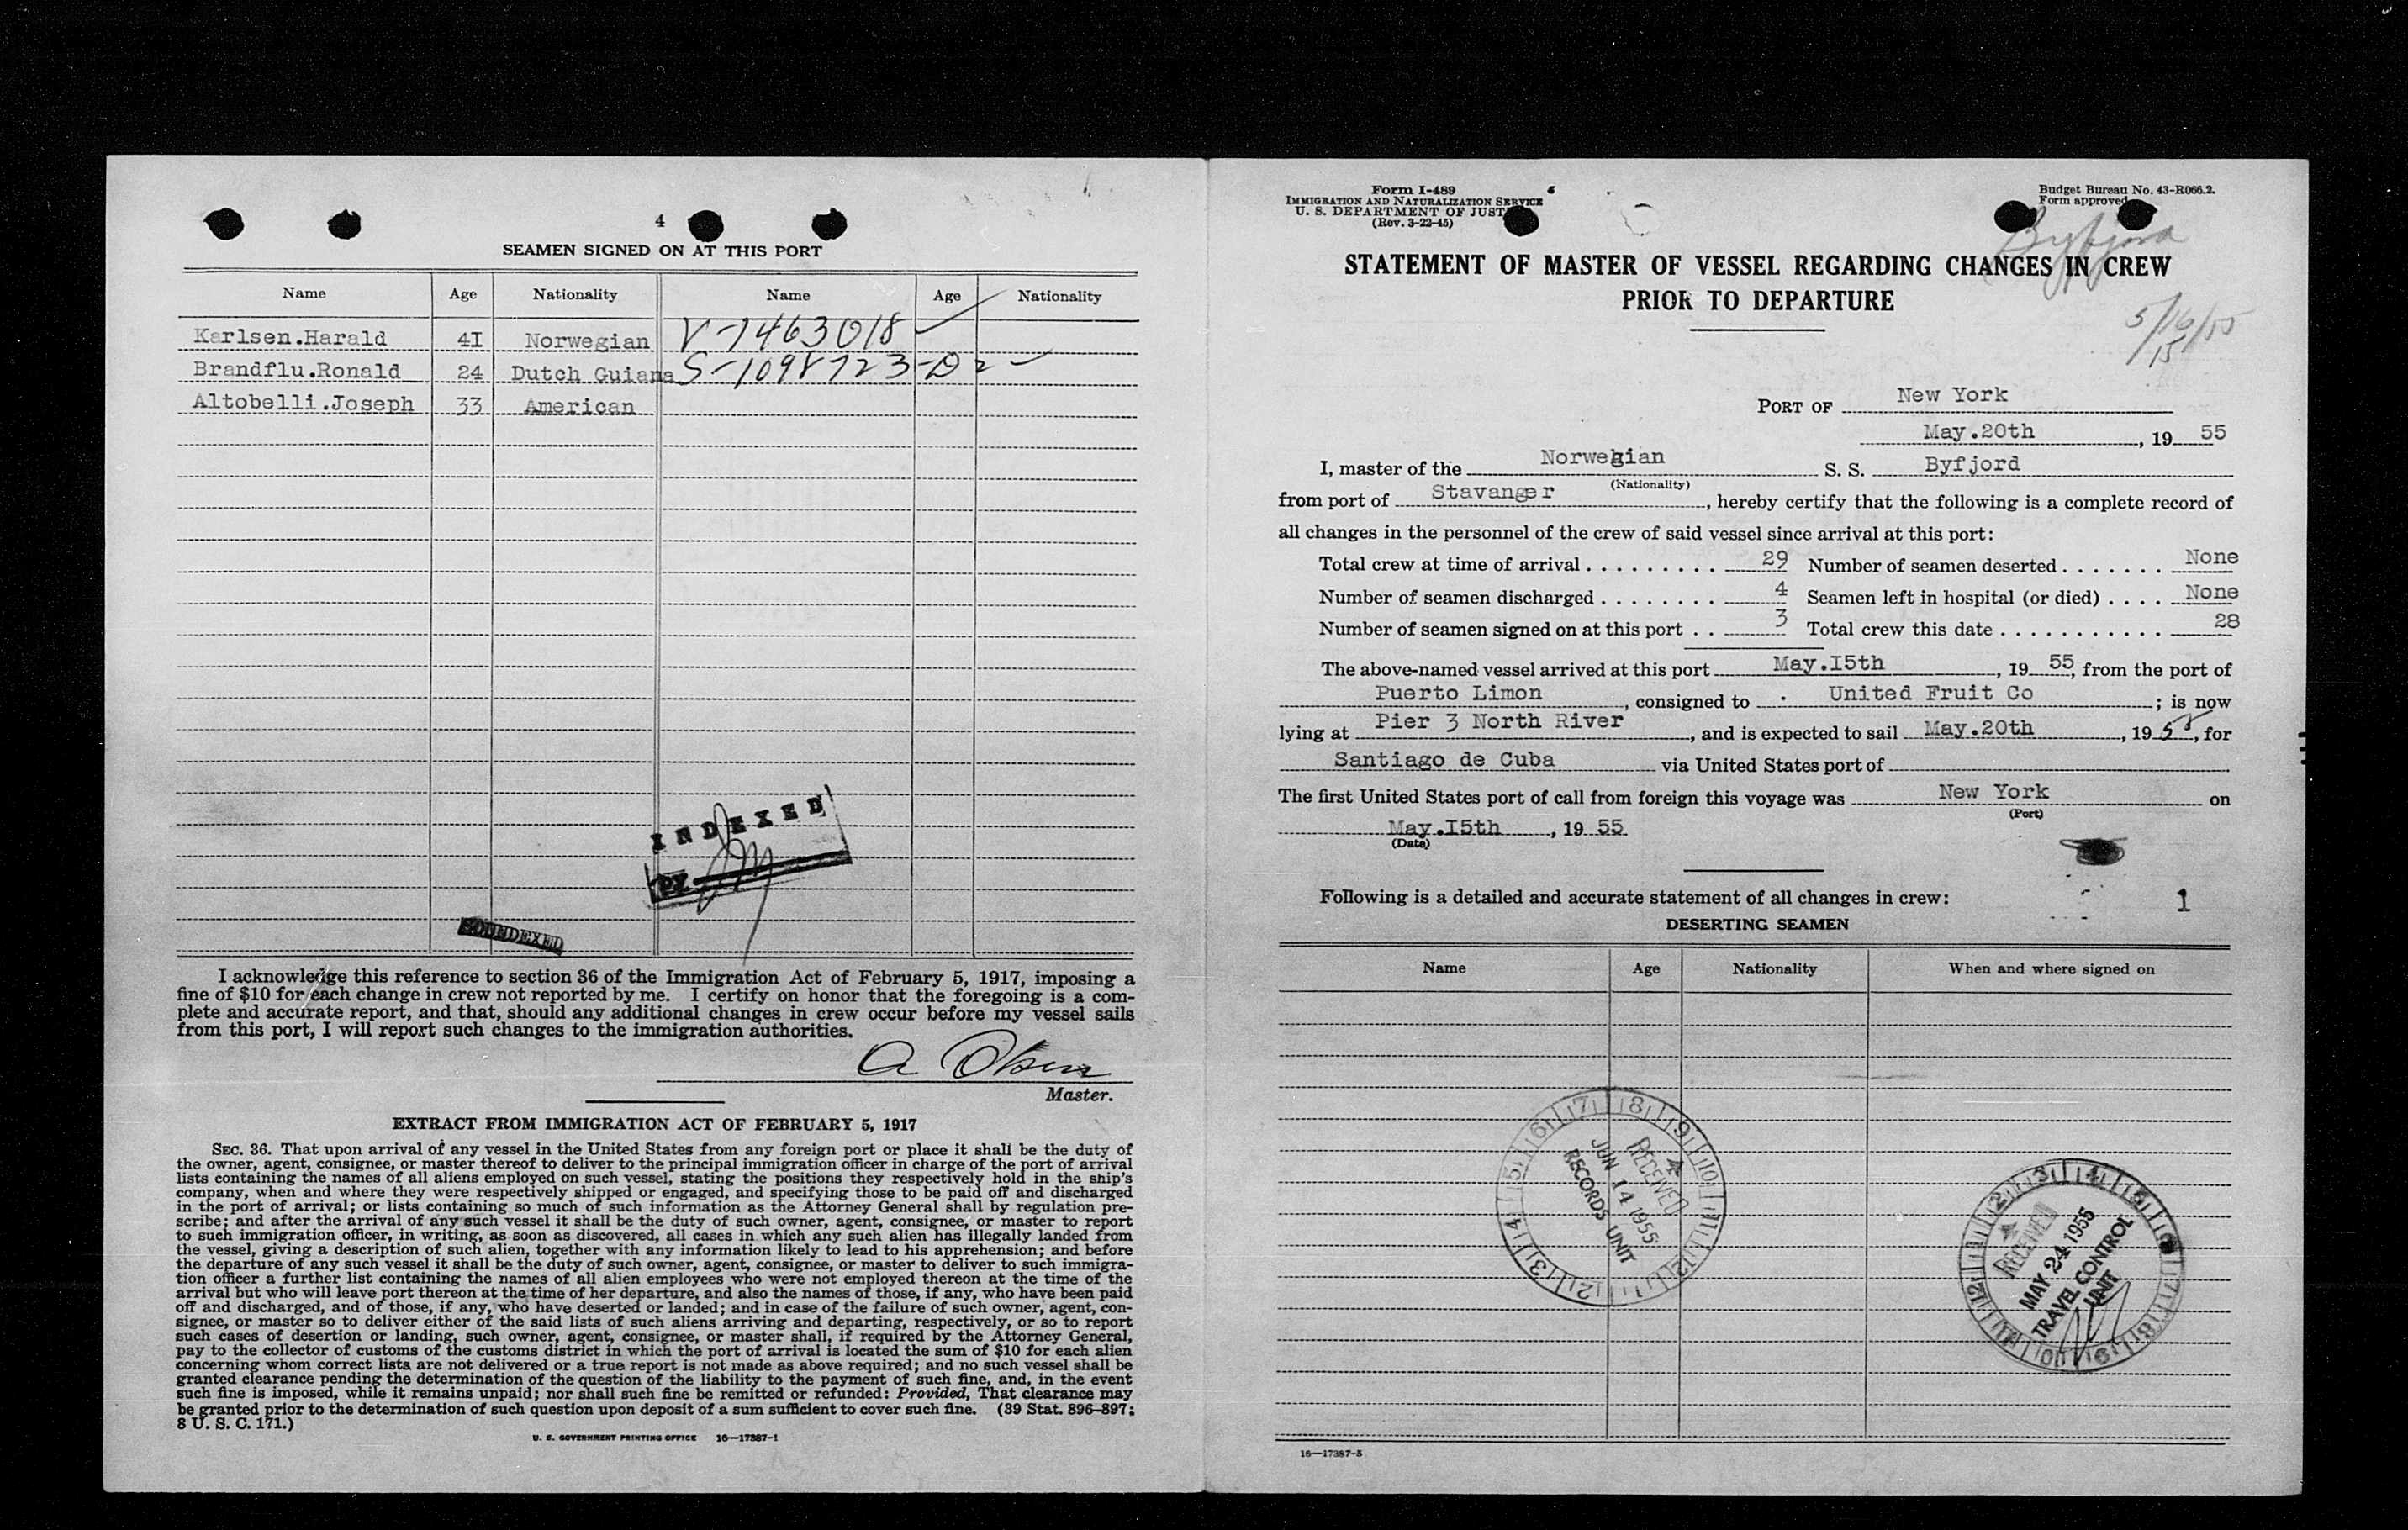 4
SEAMEN SIGNED ON AT THIS PORT
Name Age Nationality Name Age Nationality
Karlsen.Harald 4I Norwegian V-1463018
Brandflu.Ronald 24 Dutch Guiana S-1098723-D2
Altobelli.Joseph 33 American
INDEXED
BY
INDEXED
I acknowledge this reference to section 36 of the Immigration Act of February 5, 1917, imposing a
fine of $10 for each change in crew not reported by me. I certify on honor that the foregoing is a com-
plete and accurate report, and that, should any additional changes in crew occur before my vessel sails
from this port, I will report such changes to the immigration authorities.
A Olsen
Master.
EXTRACT FROM IMMIGRATION ACT OF FEBRUARY 5, 1917
SEC. 36. That upon arrival of any vessel in the United States from any foreign port or place it shall be the duty of
the owner, agent, consignee, or master thereof to deliver to the principal immigration officer in charge of the port of arrival
lists containing the names of all aliens employed on such vessel, stating the positions they respectively hold in the ship's
company, when and where they were respectively shipped or engaged, and specifying those to be paid off and discharged
in the port of arrival; or lists containing so much of such information as the Attorney General shall by regulation pre-
scribe; and after the arrival of any such vessel it shall be the duty of such owner, agent, consignee, or master to report
to such immigration officer, in writing, as soon as discovered, all cases in which any such alien has illegally landed from
the vessel, giving a description of such alien, together with any information likely to lead to his apprehension; and before
the departure of any such vessel it shall be the duty of such owner, agent, consignee, or master to deliver to such immigra-
tion officer a further list containing the names of all alien employees who were not employed thereon at the time of the
arrival but who will leave port thereon at the time of her departure, and also the names of those, if any, who have been paid
off and discharged, and of those, if any, who have deserted or landed; and in case of the failure of such owner, agent, con-
signee, or master so to deliver either of the said lists of such aliens arriving and departing, respectively, or so to report
such cases of desertion or landing, such owner, agent, consignee, or master shall, if required by the Attorney General,
pay to the collector of customs of the customs district in which the port of arrival is located the sum of $10 for each alien
concerning whom correct lists are not delivered or a true report is not made as above required; and no such vessel shall be
granted clearance pending the determination of the question of the liability to the payment of such fine, and, in the event
such fine is imposed, while it remains unpaid; nor shall such fine be remitted or refunded: Provided, That clearance may
be granted prior to the determination of such question upon deposit of a sum sufficient to cover such fine. (39 Stat. 896–897;
8 U. S. C. 171.)
U. S. GOVERNMENT PRINTING OFFICE 16—17387-1
Form I-489
IMMIGRATION AND NATURALIZATION SERVICE
U. S. DEPARTMENT OF JUST
(Rev. 3-22-45)
Budget Bureau No. 43-R066.2.
Form approved
Byfjord
STATEMENT OF MASTER OF VESSEL REGARDING CHANGES IN CREW
PRIOR TO DEPARTURE
5/16/55
15
PORT OF New York
May.20th, 19 55
I, master of the Norwegian S. S. Byfjord
(Nationality)
from port of Stavanger, hereby certify that the following is a complete record of
all changes in the personnel of the crew of said vessel since arrival at this port:
Total crew at time of arrival 29 Number of seamen deserted None
Number of seamen discharged 4 Seamen left in hospital (or died) None
Number of seamen signed on at this port 3 Total crew this date 28
The above-named vessel arrived at this port May.I5th, 19 55, from the port of
Puerto Limon, consigned to . United Fruit Co; is now
lying at Pier 3 North River, and is expected to sail May.20th, 19 55, for
Santiago de Cuba via United States port of
The first United States port of call from foreign this voyage was New York on
(Port)
May.I5th, 19 55
(Date)
Following is a detailed and accurate statement of all changes in crew: 1
DESERTING SEAMEN
Name Age Nationality When and where signed on
RECEIVED
JUN 14 1955
RECORDS UNIT
RECEIVED
MAY 24 1955
TRAVEL CONTROL
UNIT
16—17387-5